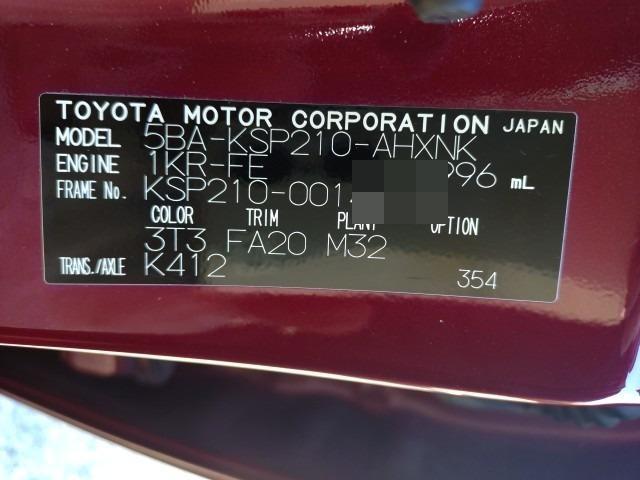 TOYOTA MOTOR CORPORATION JAPAN
MODEL 5BA-KSP210-AHXNK
ENGINE 1KR-FE 996 mL
FRAME No. KSP210-001
COLOR TRIM PLANT OPTION
3T3 FA20 M32
TRANS./AXLE K412 354